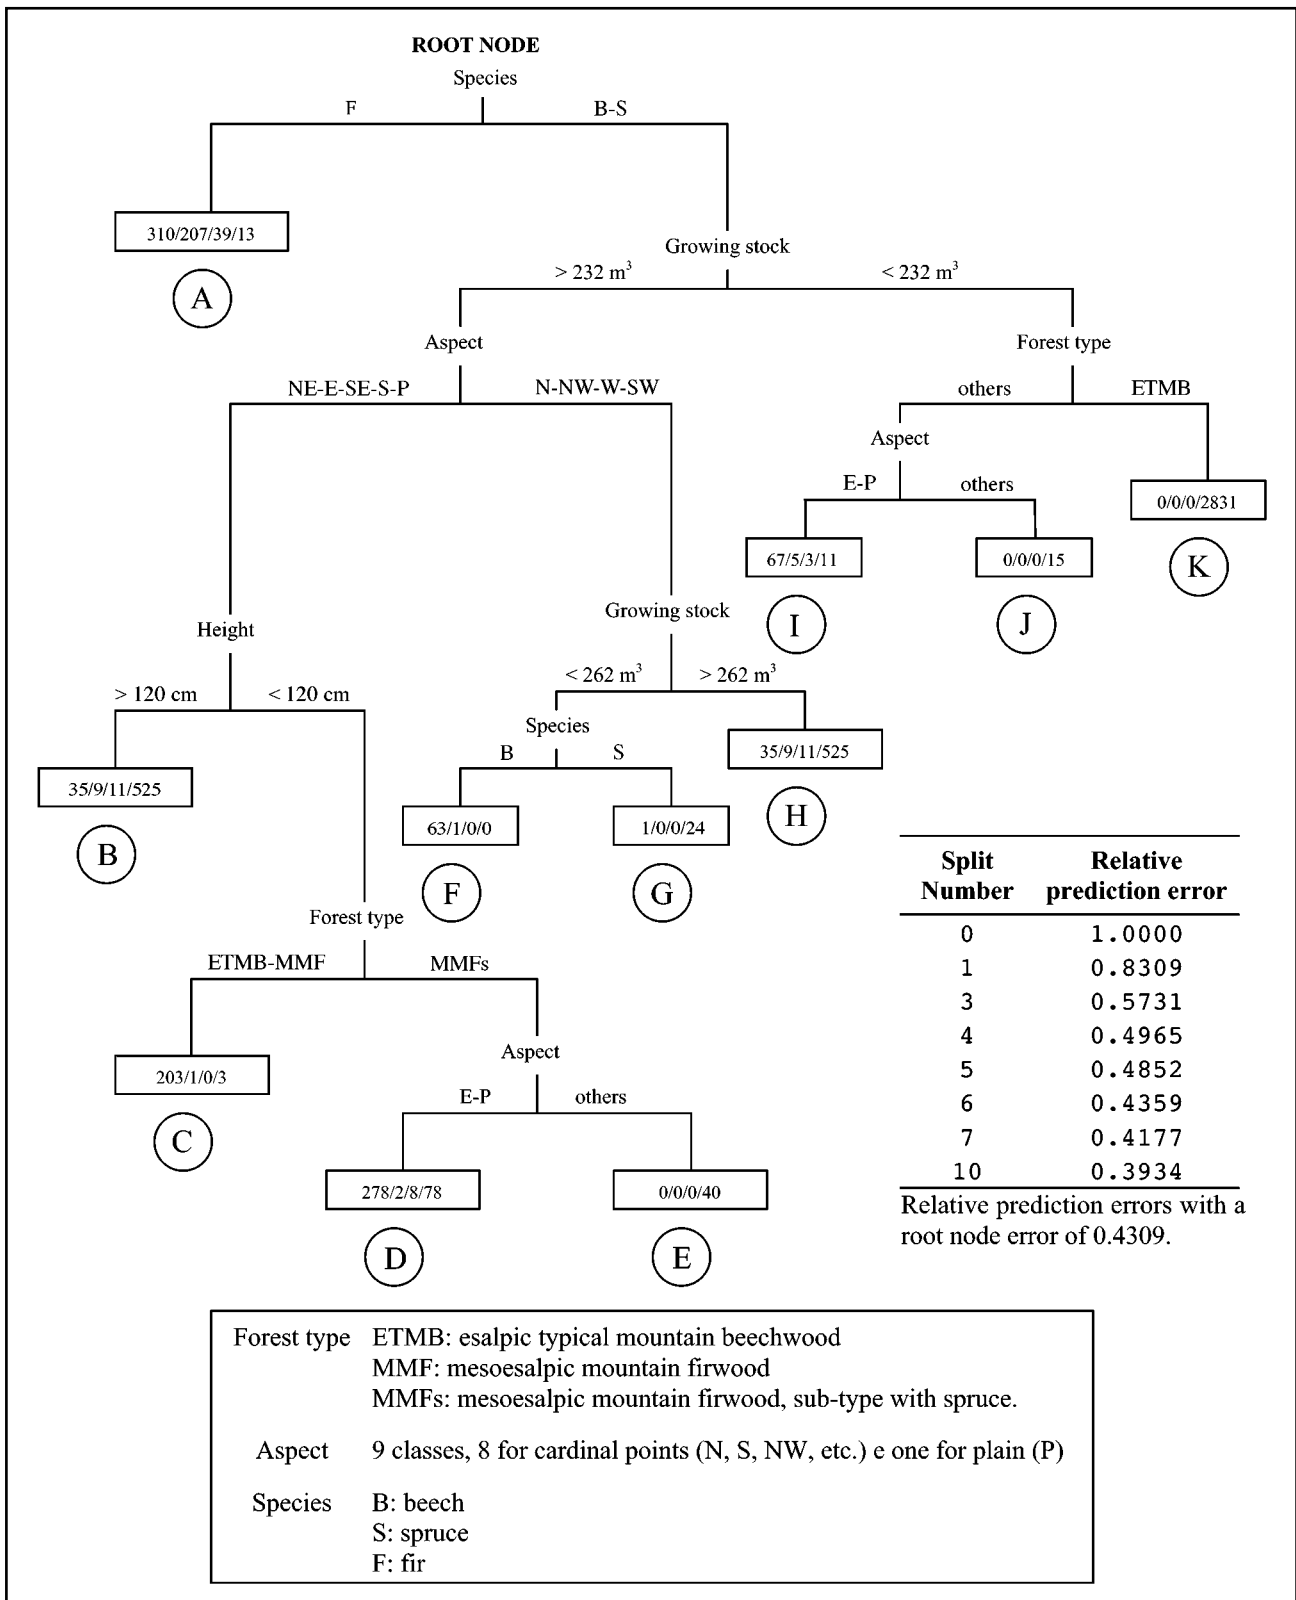 ROOT NODE
Species
F B-S
310/207/39/13
A
Growing stock
> 232 m³ < 232 m³
Aspect Forest type
NE-E-SE-S-P N-NW-W-SW others ETMB
Aspect
E-P others
0/0/0/2831
67/5/3/11 0/0/0/15
K
I J
Growing stock
Height
< 262 m³ > 262 m³
> 120 cm < 120 cm
Species
B S
35/9/11/525
35/9/11/525
63/1/0/0 1/0/0/24
H
B
F G
Forest type
ETMB-MMF MMFs
Aspect
203/1/0/3
E-P others
C
278/2/8/78 0/0/0/40
D E
Split Number Relative prediction error
0 1.0000
1 0.8309
3 0.5731
4 0.4965
5 0.4852
6 0.4359
7 0.4177
10 0.3934
Relative prediction errors with a
root node error of 0.4309.
Forest type ETMB: esalpic typical mountain beechwood
MMF: mesoesalpic mountain firwood
MMFs: mesoesalpic mountain firwood, sub-type with spruce.
Aspect 9 classes, 8 for cardinal points (N, S, NW, etc.) e one for plain (P)
Species B: beech
S: spruce
F: fir